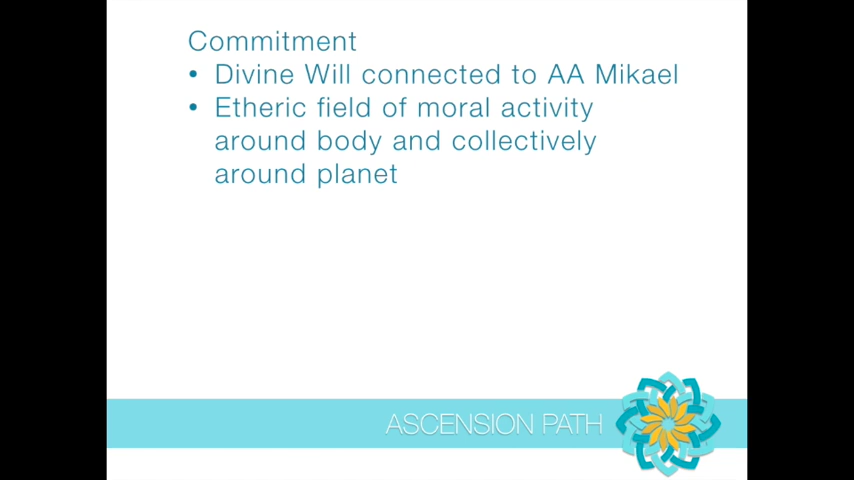 Commitment
• Divine Will connected to AA Mikael
• Etheric field of moral activity
around body and collectively
around planet
ASCENSION PATH